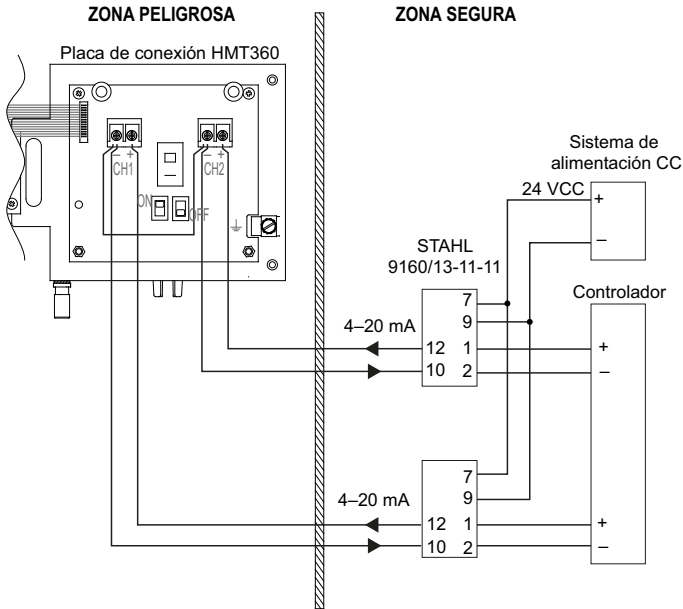 ZONA PELIGROSA
ZONA SEGURA
Placa de conexión HMT360
– +
CH1
– +
CH2
ON
OFF
Sistema de
alimentación CC
24 VCC
+
–
STAHL
9160/13-11-11
Controlador
7
9
4–20 mA
12 1
+
10 2
–
7
9
4–20 mA
12 1
+
10 2
–